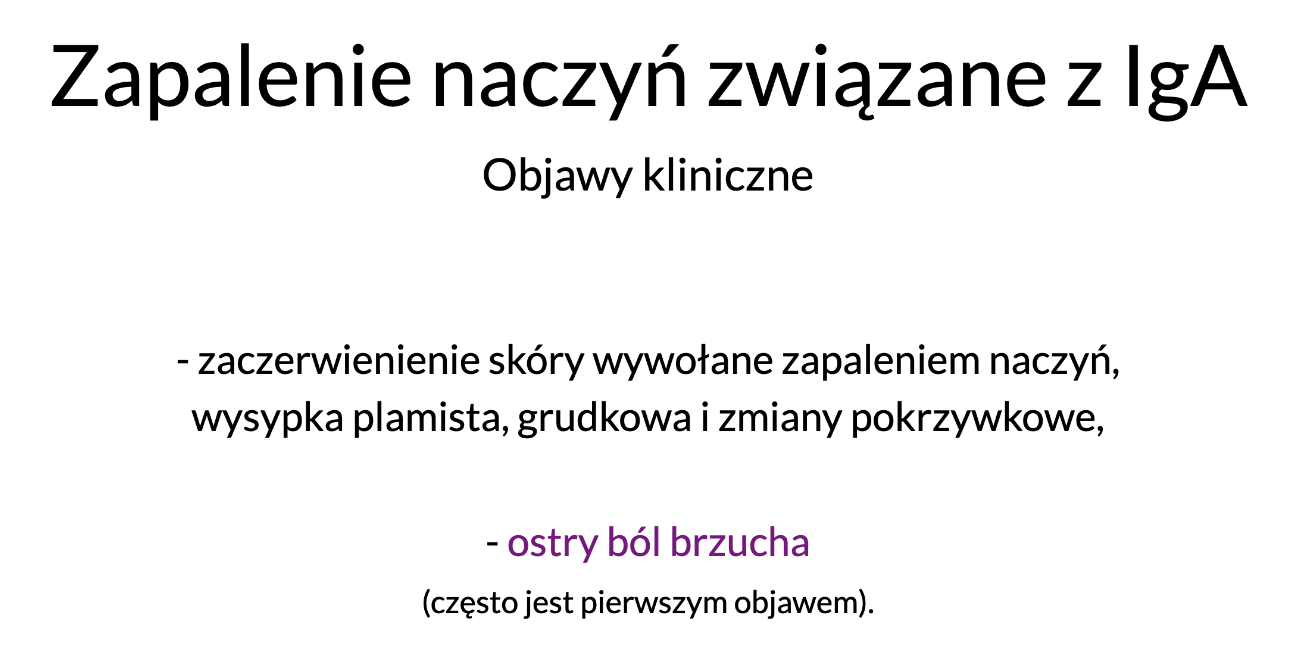 Zapalenie naczyń związane z IgA
Objawy kliniczne
- zaczerwienienie skóry wywołane zapaleniem naczyń,
wysypka plamista, grudkowa i zmiany pokrzywkowe,
- ostry ból brzucha
(często jest pierwszym objawem).